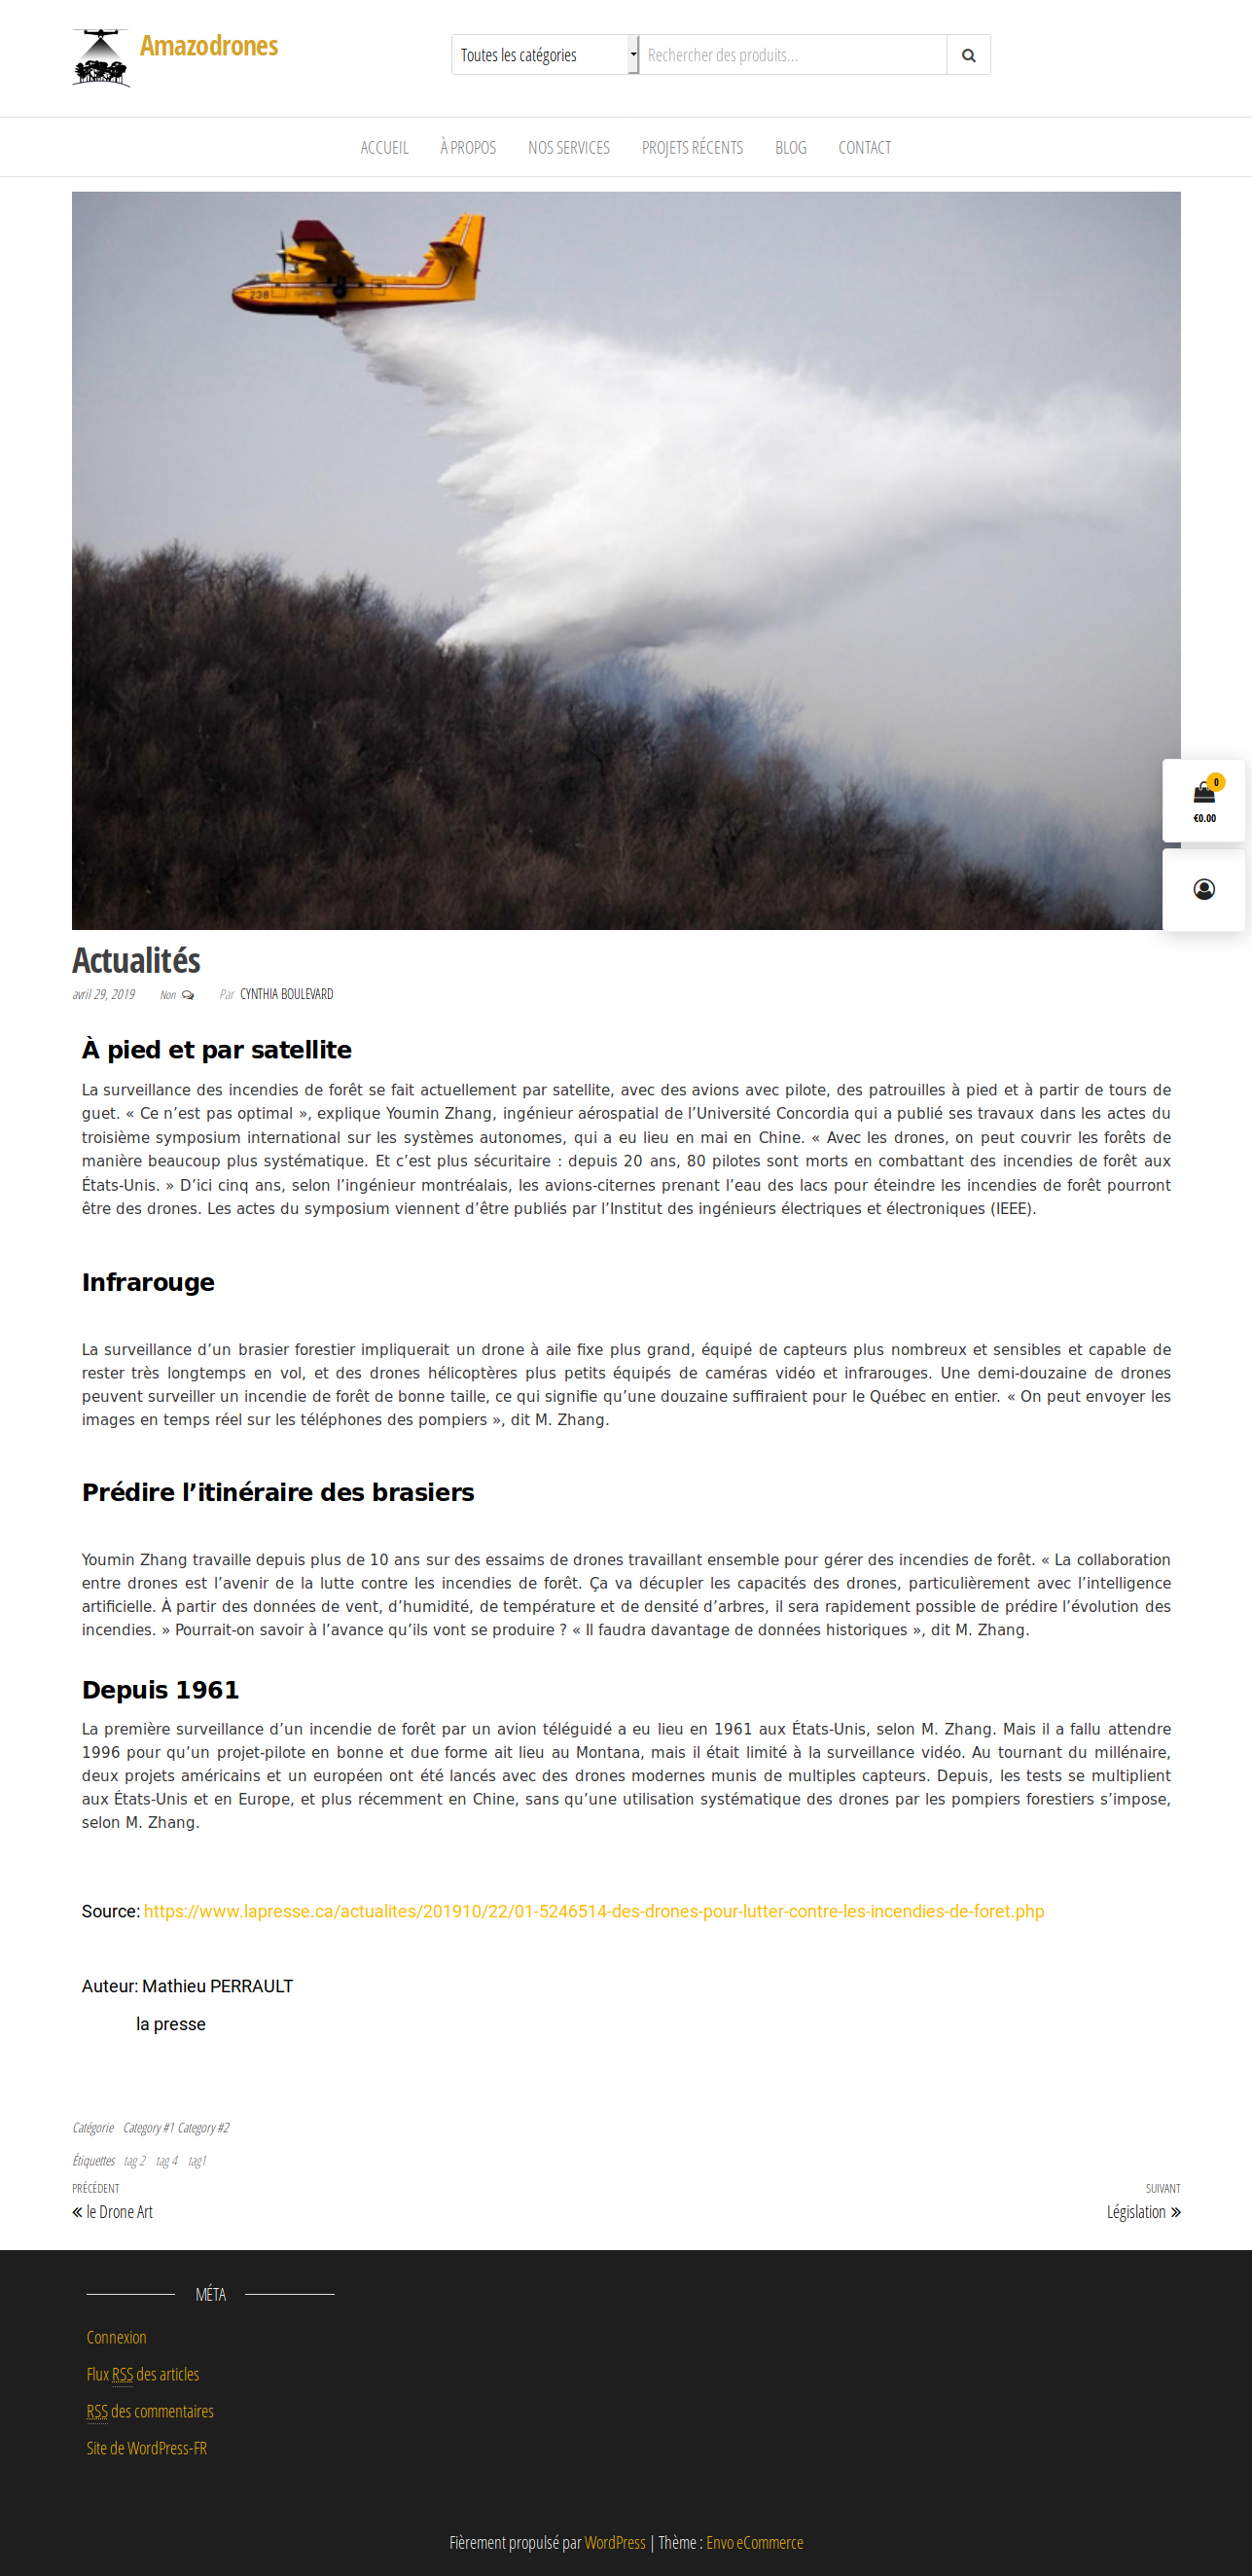 Amazodrones
Toutes les catégories
Rechercher des produits...
ACCUEIL
À PROPOS
NOS SERVICES
PROJETS RÉCENTS
BLOG
CONTACT
238
0
€0.00
Actualités
avril 29, 2019 Non Par CYNTHIA BOULEVARD
À pied et par satellite
La surveillance des incendies de forêt se fait actuellement par satellite, avec des avions avec pilote, des patrouilles à pied et à partir de tours de
guet. « Ce n’est pas optimal », explique Youmin Zhang, ingénieur aérospatial de l’Université Concordia qui a publié ses travaux dans les actes du
troisième symposium international sur les systèmes autonomes, qui a eu lieu en mai en Chine. « Avec les drones, on peut couvrir les forêts de
manière beaucoup plus systématique. Et c’est plus sécuritaire : depuis 20 ans, 80 pilotes sont morts en combattant des incendies de forêt aux
États-Unis. » D’ici cinq ans, selon l’ingénieur montréalais, les avions-citernes prenant l’eau des lacs pour éteindre les incendies de forêt pourront
être des drones. Les actes du symposium viennent d’être publiés par l’Institut des ingénieurs électriques et électroniques (IEEE).
Infrarouge
La surveillance d’un brasier forestier impliquerait un drone à aile fixe plus grand, équipé de capteurs plus nombreux et sensibles et capable de
rester très longtemps en vol, et des drones hélicoptères plus petits équipés de caméras vidéo et infrarouges. Une demi-douzaine de drones
peuvent surveiller un incendie de forêt de bonne taille, ce qui signifie qu’une douzaine suffiraient pour le Québec en entier. « On peut envoyer les
images en temps réel sur les téléphones des pompiers », dit M. Zhang.
Prédire l’itinéraire des brasiers
Youmin Zhang travaille depuis plus de 10 ans sur des essaims de drones travaillant ensemble pour gérer des incendies de forêt. « La collaboration
entre drones est l’avenir de la lutte contre les incendies de forêt. Ça va décupler les capacités des drones, particulièrement avec l’intelligence
artificielle. À partir des données de vent, d’humidité, de température et de densité d’arbres, il sera rapidement possible de prédire l’évolution des
incendies. » Pourrait-on savoir à l’avance qu’ils vont se produire ? « Il faudra davantage de données historiques », dit M. Zhang.
Depuis 1961
La première surveillance d’un incendie de forêt par un avion téléguidé a eu lieu en 1961 aux États-Unis, selon M. Zhang. Mais il a fallu attendre
1996 pour qu’un projet-pilote en bonne et due forme ait lieu au Montana, mais il était limité à la surveillance vidéo. Au tournant du millénaire,
deux projets américains et un européen ont été lancés avec des drones modernes munis de multiples capteurs. Depuis, les tests se multiplient
aux États-Unis et en Europe, et plus récemment en Chine, sans qu’une utilisation systématique des drones par les pompiers forestiers s’impose,
selon M. Zhang.
Source: https://www.lapresse.ca/actualites/201910/22/01-5246514-des-drones-pour-lutter-contre-les-incendies-de-foret.php
Auteur: Mathieu PERRAULT
la presse
Catégorie Category #1 Category #2
Étiquettes tag 2 tag 4 tag1
PRÉCÉDENT
le Drone Art
SUIVANT
Législation
MÉTA
Connexion
Flux RSS des articles
RSS des commentaires
Site de WordPress-FR
Fièrement propulsé par WordPress | Thème : Envo eCommerce